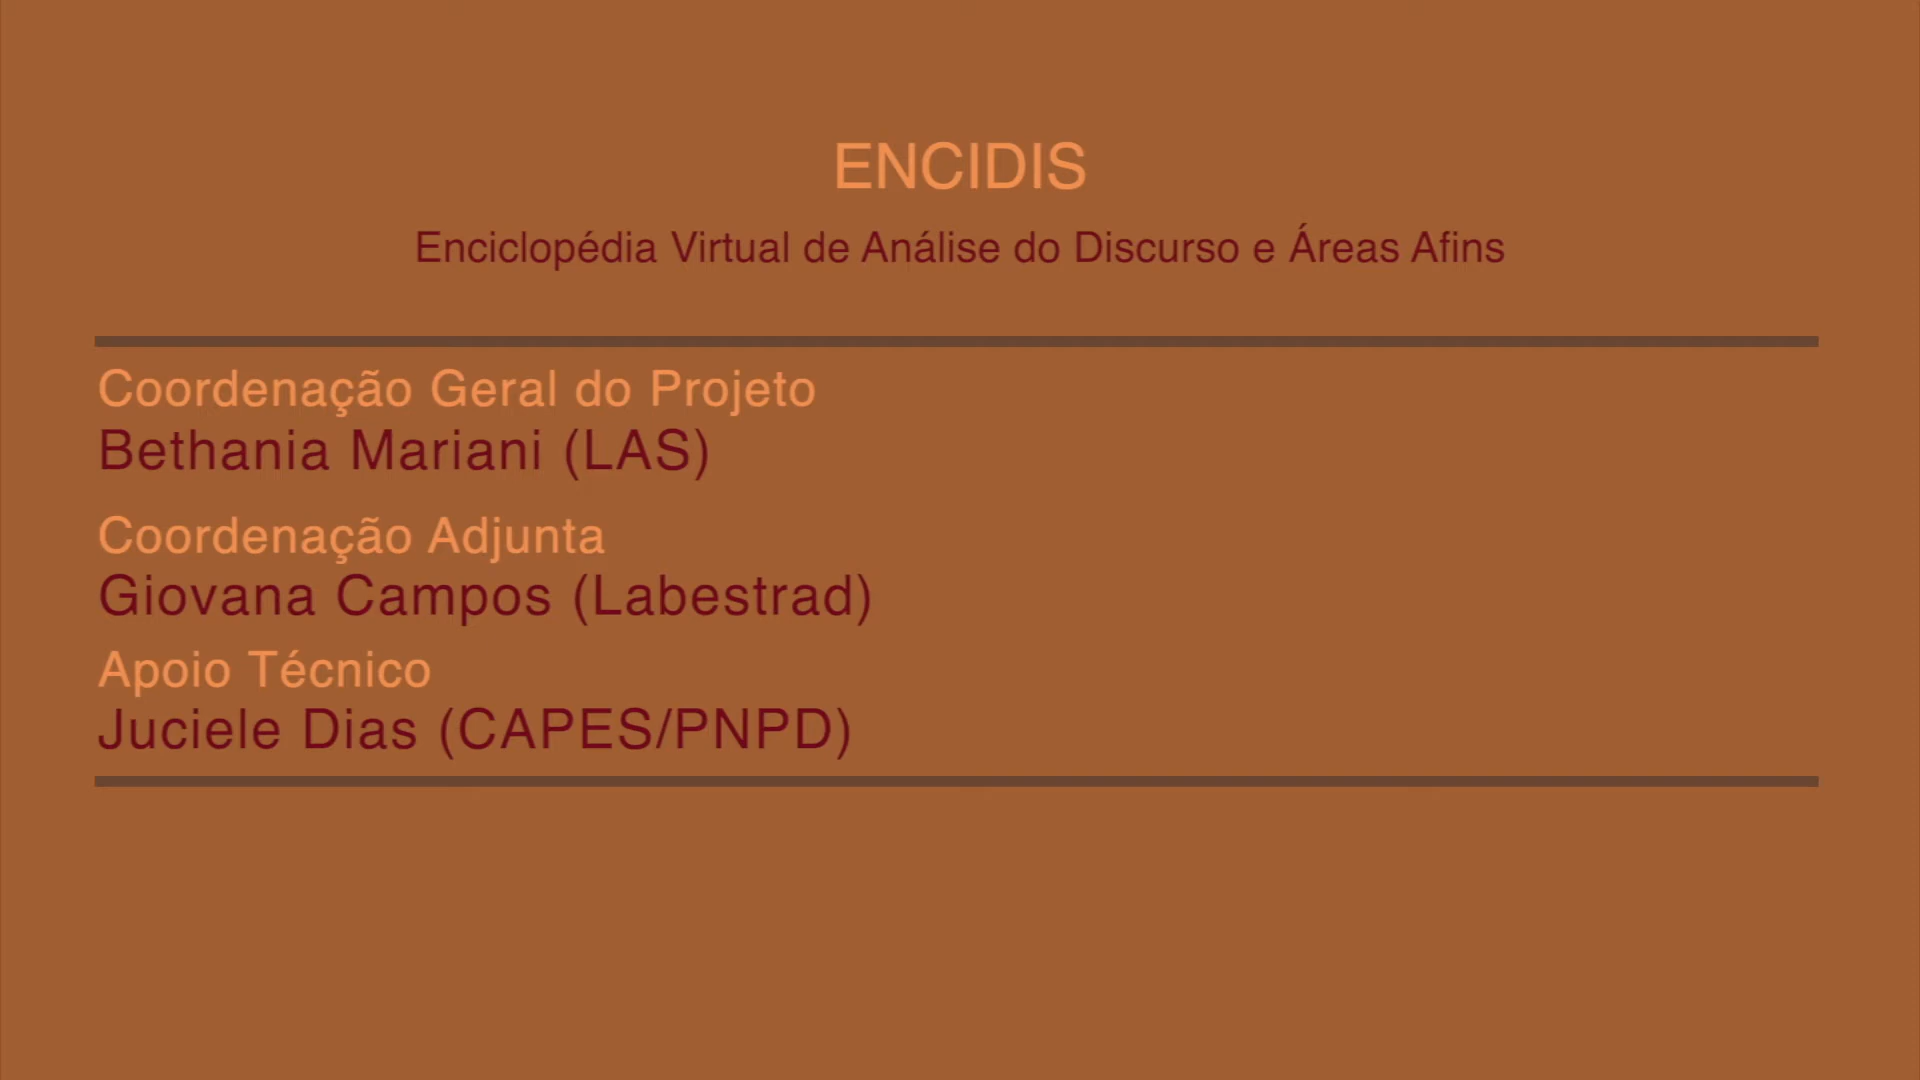 ENCIDIS
Enciclopédia Virtual de Análise do Discurso e Áreas Afins
Coordenação Geral do Projeto
Bethania Mariani (LAS)
Coordenação Adjunta
Giovana Campos (Labestrad)
Apoio Técnico
Juciele Dias (CAPES/PNPD)